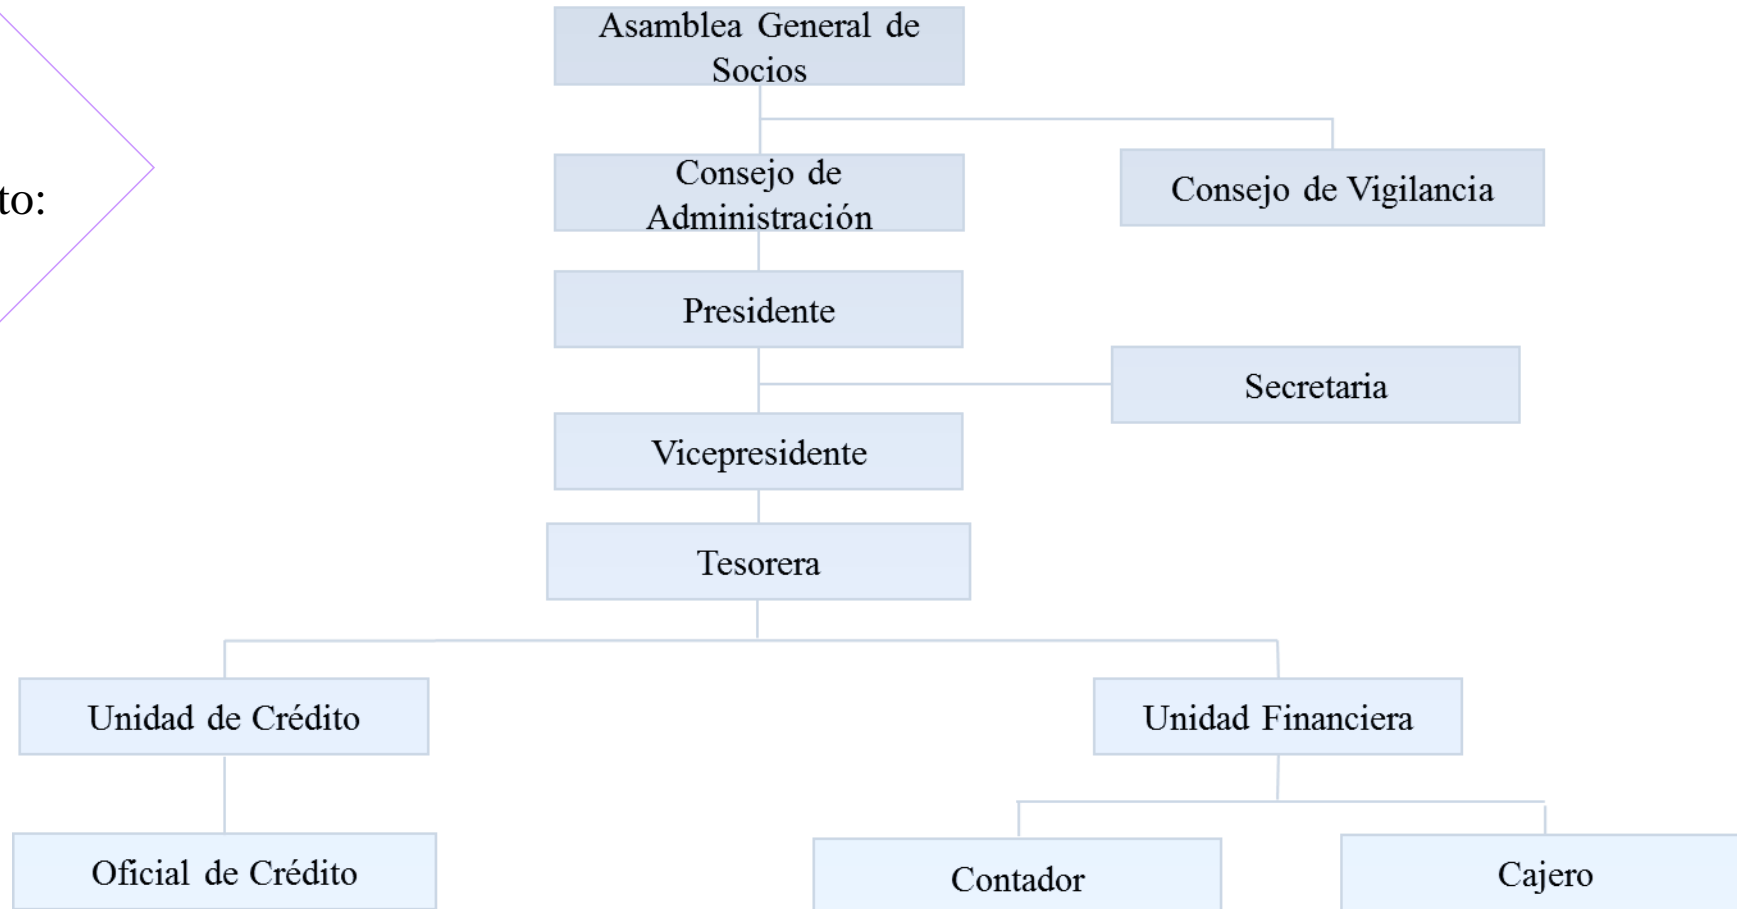 Asamblea General de
Socios
Consejo de
Administración
Consejo de Vigilancia
to:
Presidente
Secretaria
Vicepresidente
Tesorera
Unidad de Crédito
Unidad Financiera
Oficial de Crédito
Contador
Cajero